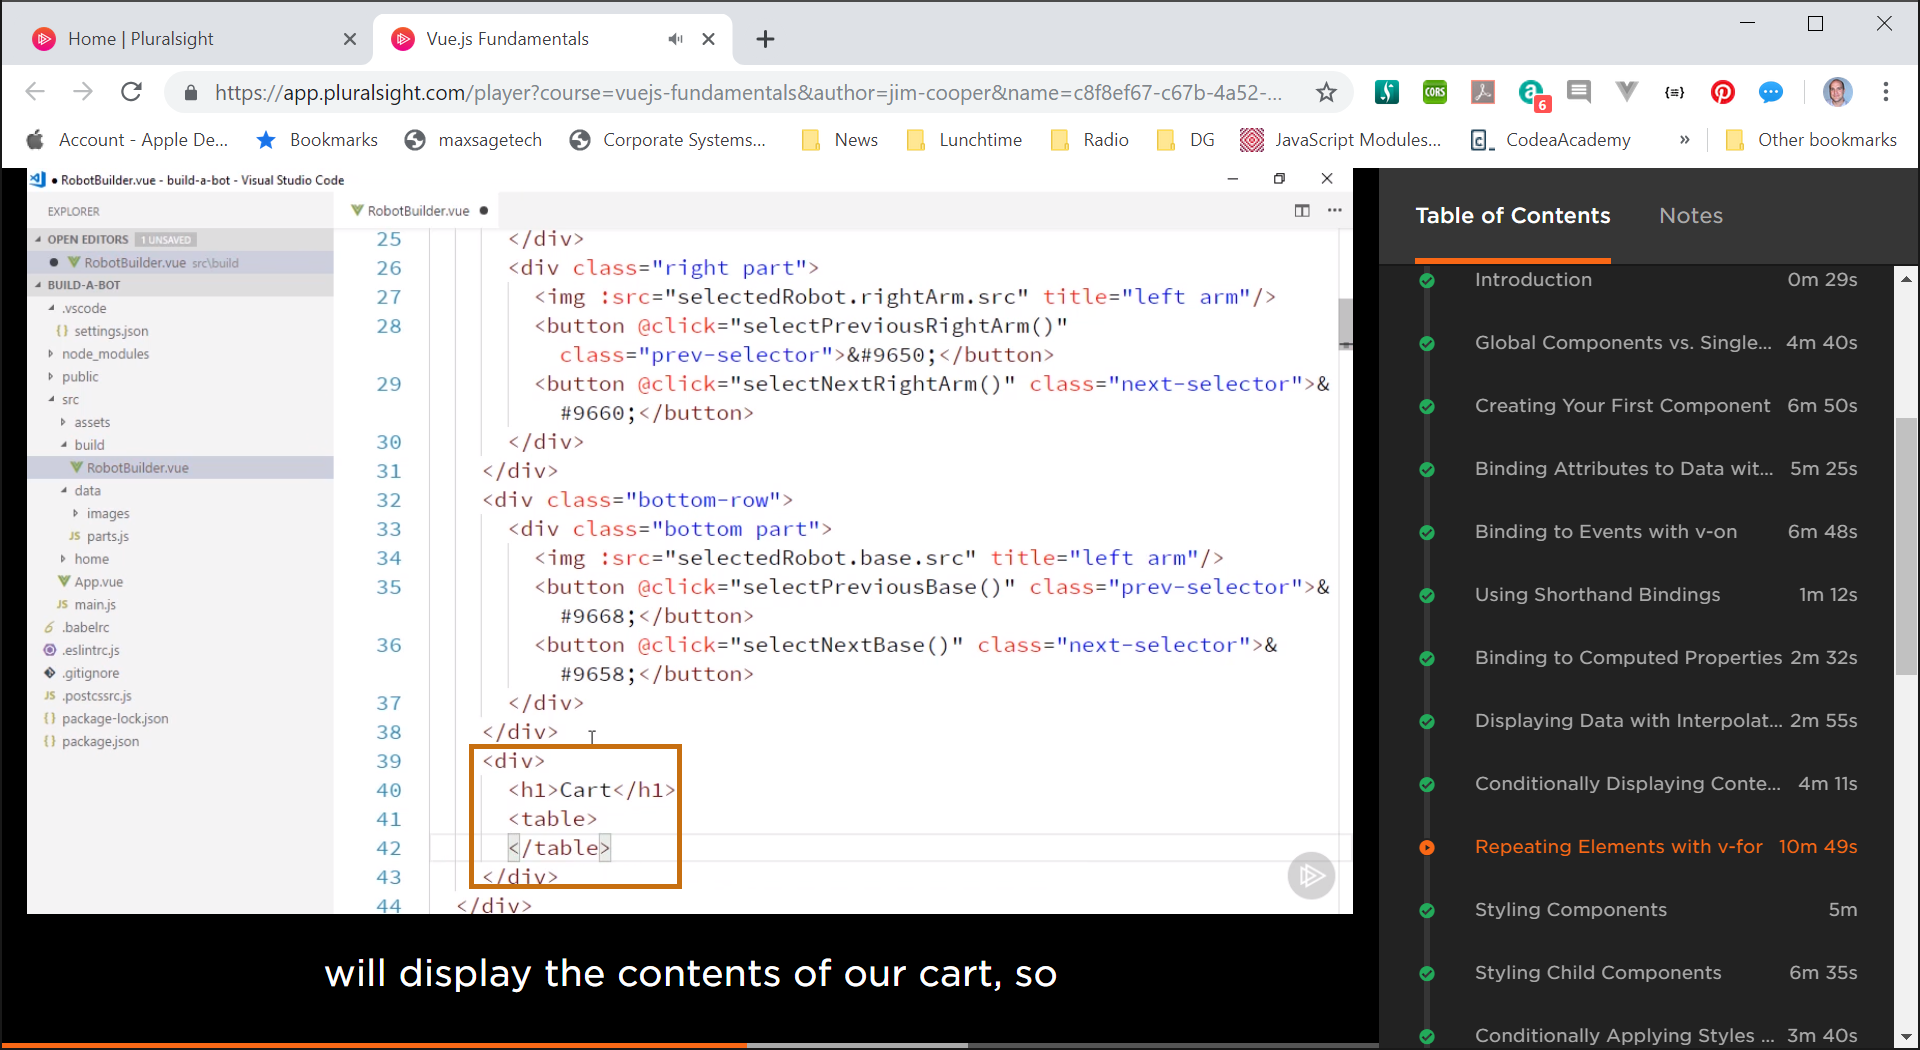 Home | Pluralsight
Vue.js Fundamentals
https://app.pluralsight.com/player?course=vuejs-fundamentals&author=jim-cooper&name=c8f8ef67-c67b-4a52-...
CORS
6
{≡}
Account - Apple De...
Bookmarks
maxsagetech
Corporate Systems...
News
Lunchtime
Radio
DG
JavaScript Modules...
CodeaAcademy
»
Other bookmarks
● RobotBuilder.vue - build-a-bot - Visual Studio Code
EXPLORER
OPEN EDITORS 1 UNSAVED
RobotBuilder.vue src\build
BUILD-A-BOT
.vscode
{} settings.json
node_modules
public
src
assets
build
RobotBuilder.vue
data
images
JS parts.js
home
App.vue
JS main.js
6 .babelrc
.eslintrc.js
.gitignore
JS .postcssrc.js
{} package-lock.json
{} package.json
RobotBuilder.vue ●
25 </div>
26 <div class="right part">
27 <img :src="selectedRobot.rightArm.src" title="left arm"/>
28 <button @click="selectPreviousRightArm()"
class="prev-selector">&#9650;</button>
29 <button @click="selectNextRightArm()" class="next-selector">&
#9660;</button>
30 </div>
31 </div>
32 <div class="bottom-row">
33 <div class="bottom part">
34 <img :src="selectedRobot.base.src" title="left arm"/>
35 <button @click="selectPreviousBase()" class="prev-selector">&
#9668;</button>
36 <button @click="selectNextBase()" class="next-selector">&
#9658;</button>
37 </div>
38 </div>
39 <div>
40 <h1>Cart</h1>
41 <table>
42 </table>
43 </div>
44 </div>
will display the contents of our cart, so
Table of Contents
Notes
Introduction 0m 29s
Global Components vs. Single... 4m 40s
Creating Your First Component 6m 50s
Binding Attributes to Data wit... 5m 25s
Binding to Events with v-on 6m 48s
Using Shorthand Bindings 1m 12s
Binding to Computed Properties 2m 32s
Displaying Data with Interpolat... 2m 55s
Conditionally Displaying Conte... 4m 11s
Repeating Elements with v-for 10m 49s
Styling Components 5m
Styling Child Components 6m 35s
Conditionally Applying Styles ... 3m 40s